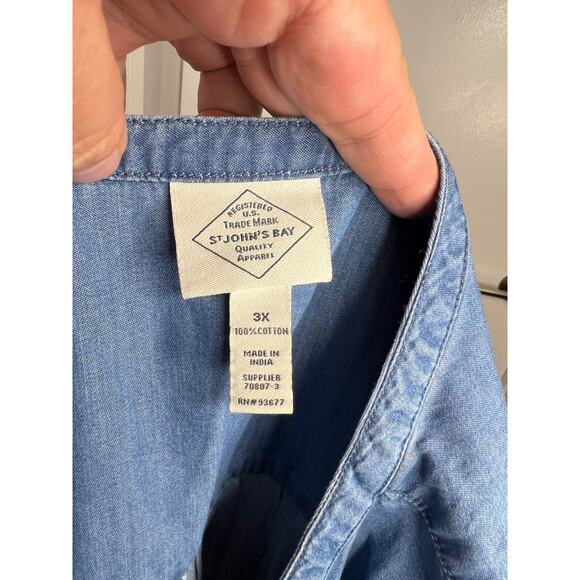 REGISTERED
U.S.
TRADE MARK
ST JOHN'S BAY
QUALITY
APPAREL
3X
100% COTTON
MADE IN
INDIA
SUPPLIER
70807-3
RN# 93677